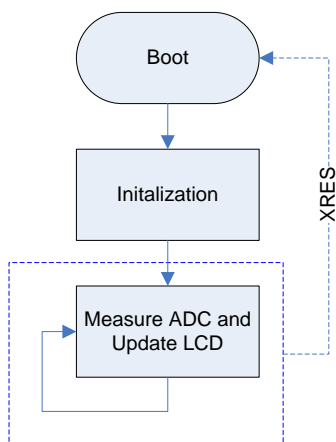 Boot
Initalization
Measure ADC and
Update LCD
XRES